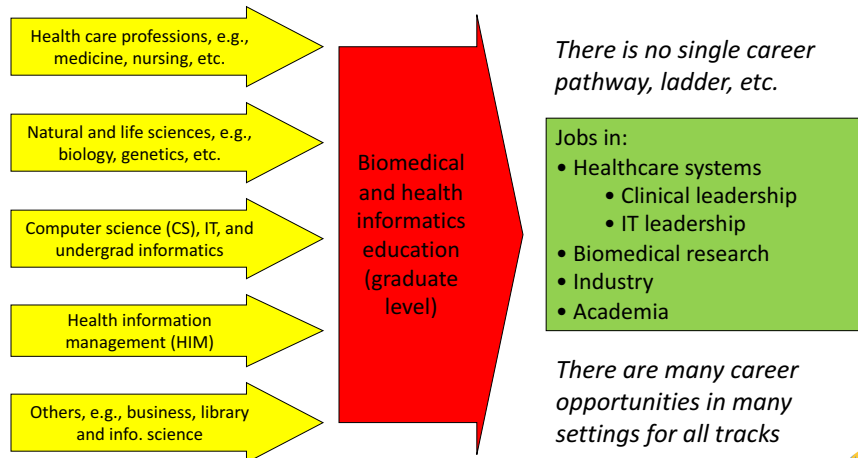 Health care professions, e.g.,
medicine, nursing, etc.
Natural and life sciences, e.g.,
biology, genetics, etc.
Computer science (CS), IT, and
undergrad informatics
Health information
management (HIM)
Others, e.g., business, library
and info. science
Biomedical
and health
informatics
education
(graduate
level)
There is no single career
pathway, ladder, etc.
Jobs in:
• Healthcare systems
• Clinical leadership
• IT leadership
• Biomedical research
• Industry
• Academia
There are many career
opportunities in many
settings for all tracks